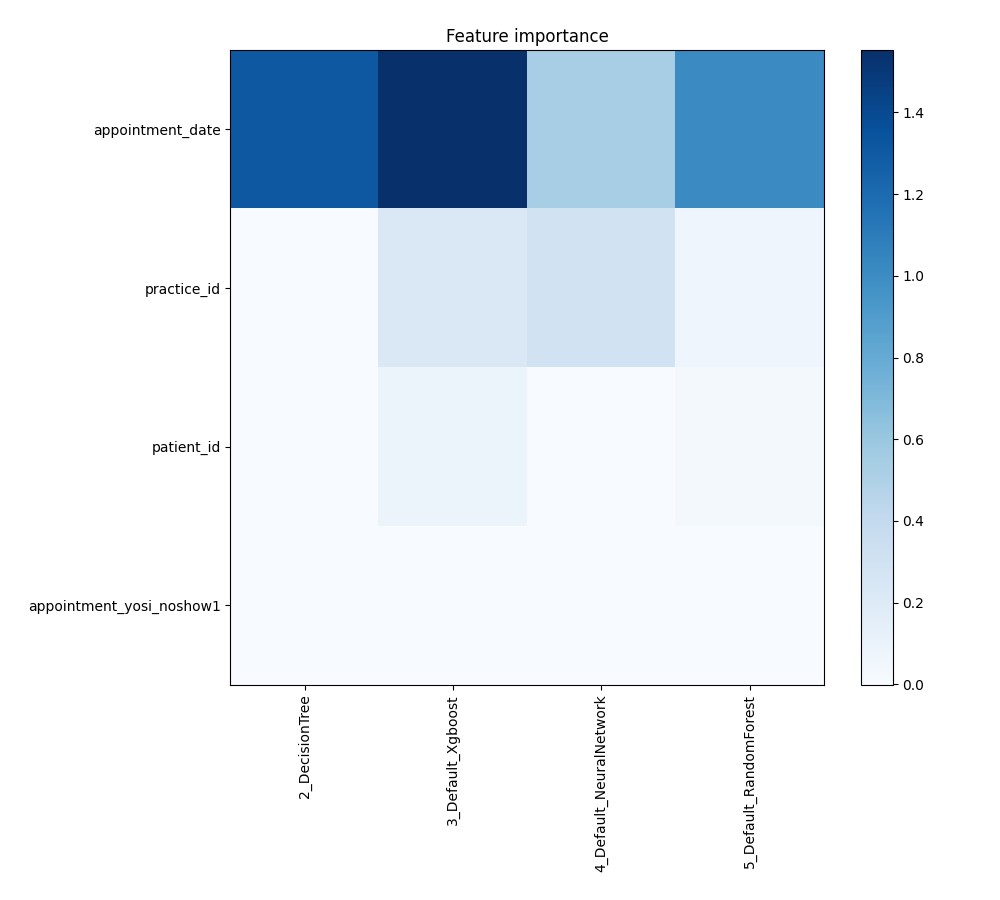 Feature importance
appointment_date
practice_id
patient_id
appointment_yosi_noshow1
2_DecisionTree
3_Default_Xgboost
4_Default_NeuralNetwork
5_Default_RandomForest
1.4
1.2
1.0
0.8
0.6
0.4
0.2
0.0